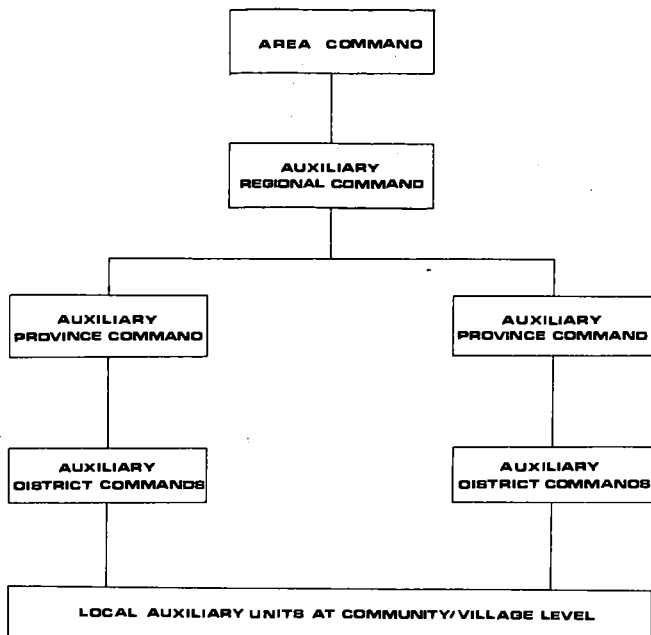 AREA COMMAND
AUXILIARY
REGIONAL COMMAND
AUXILIARY
PROVINCE COMMAND
AUXILIARY
PROVINCE COMMAND
AUXILIARY
DISTRICT COMMANDS
AUXILIARY
DISTRICT COMMANDS
LOCAL AUXILIARY UNITS AT COMMUNITY/VILLAGE LEVEL